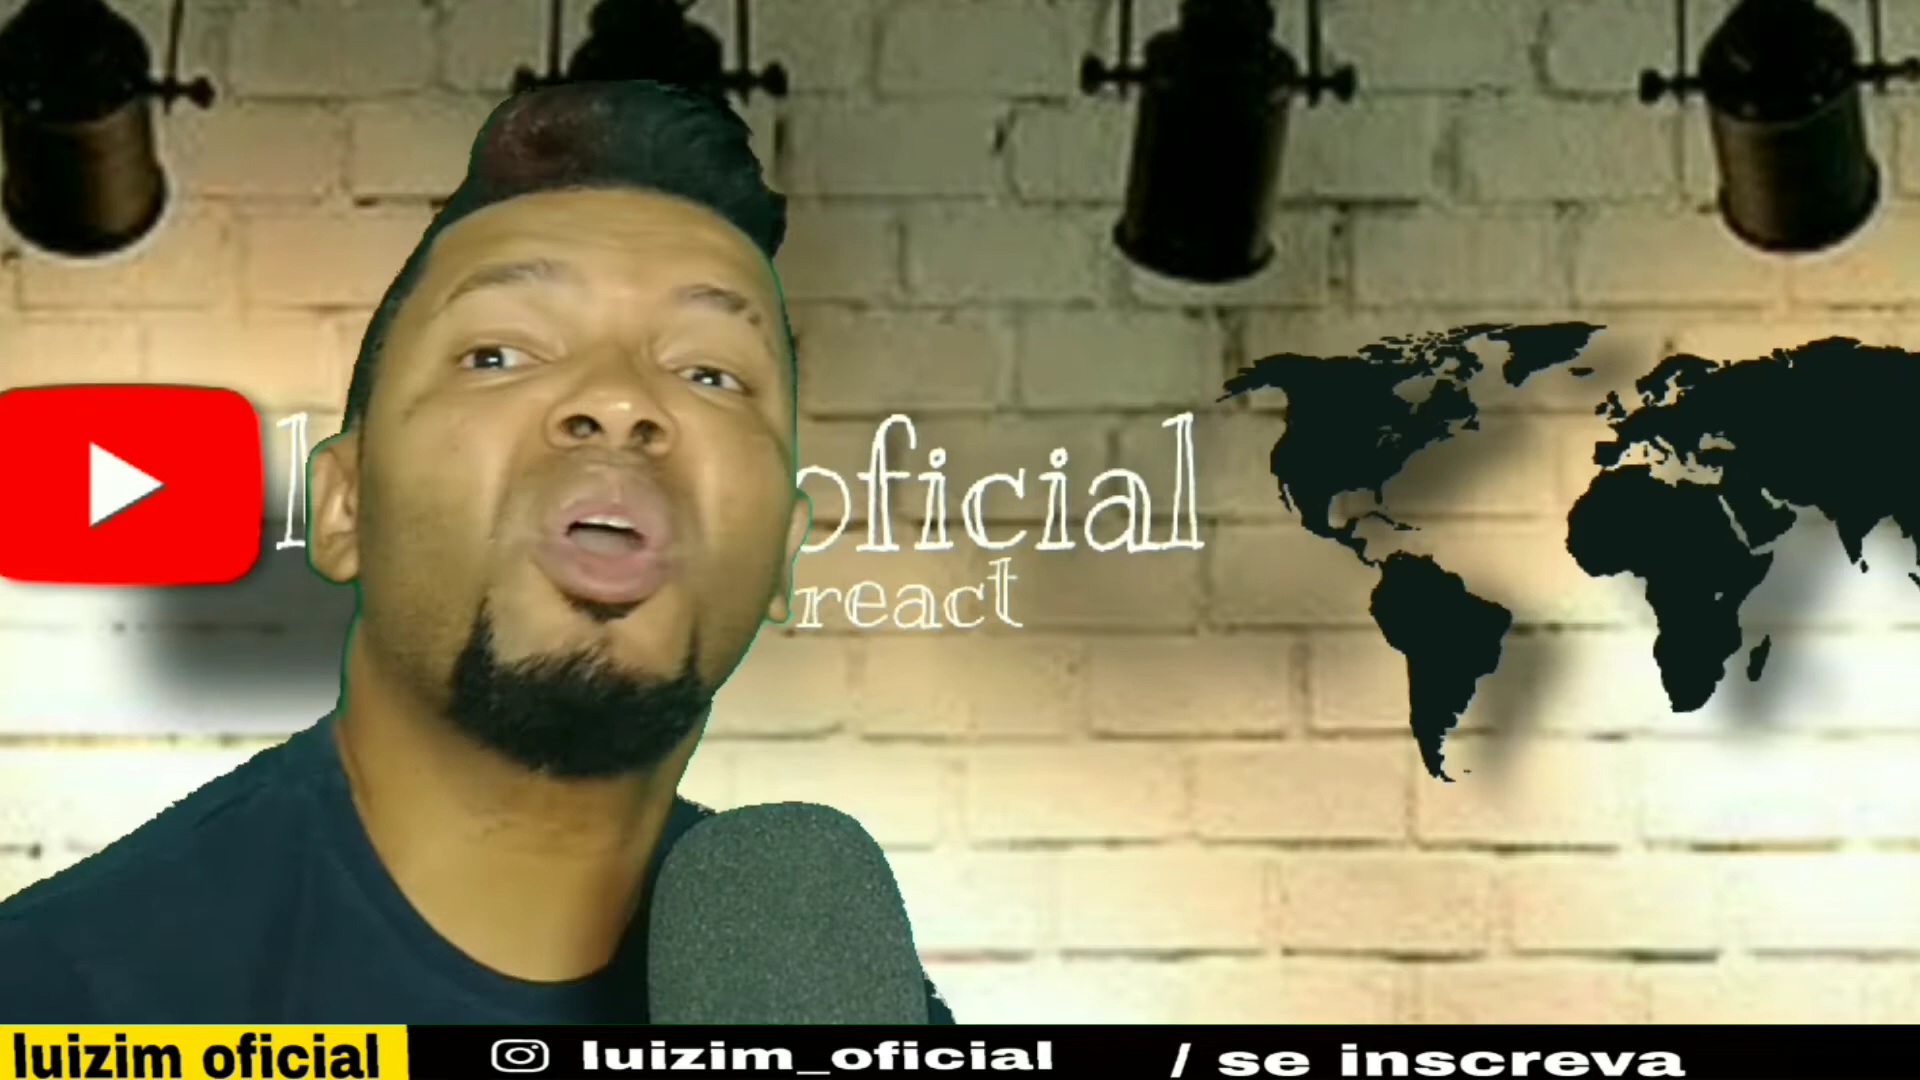 oficial
react
luizim oficial
luizim_oficial / se inscreva